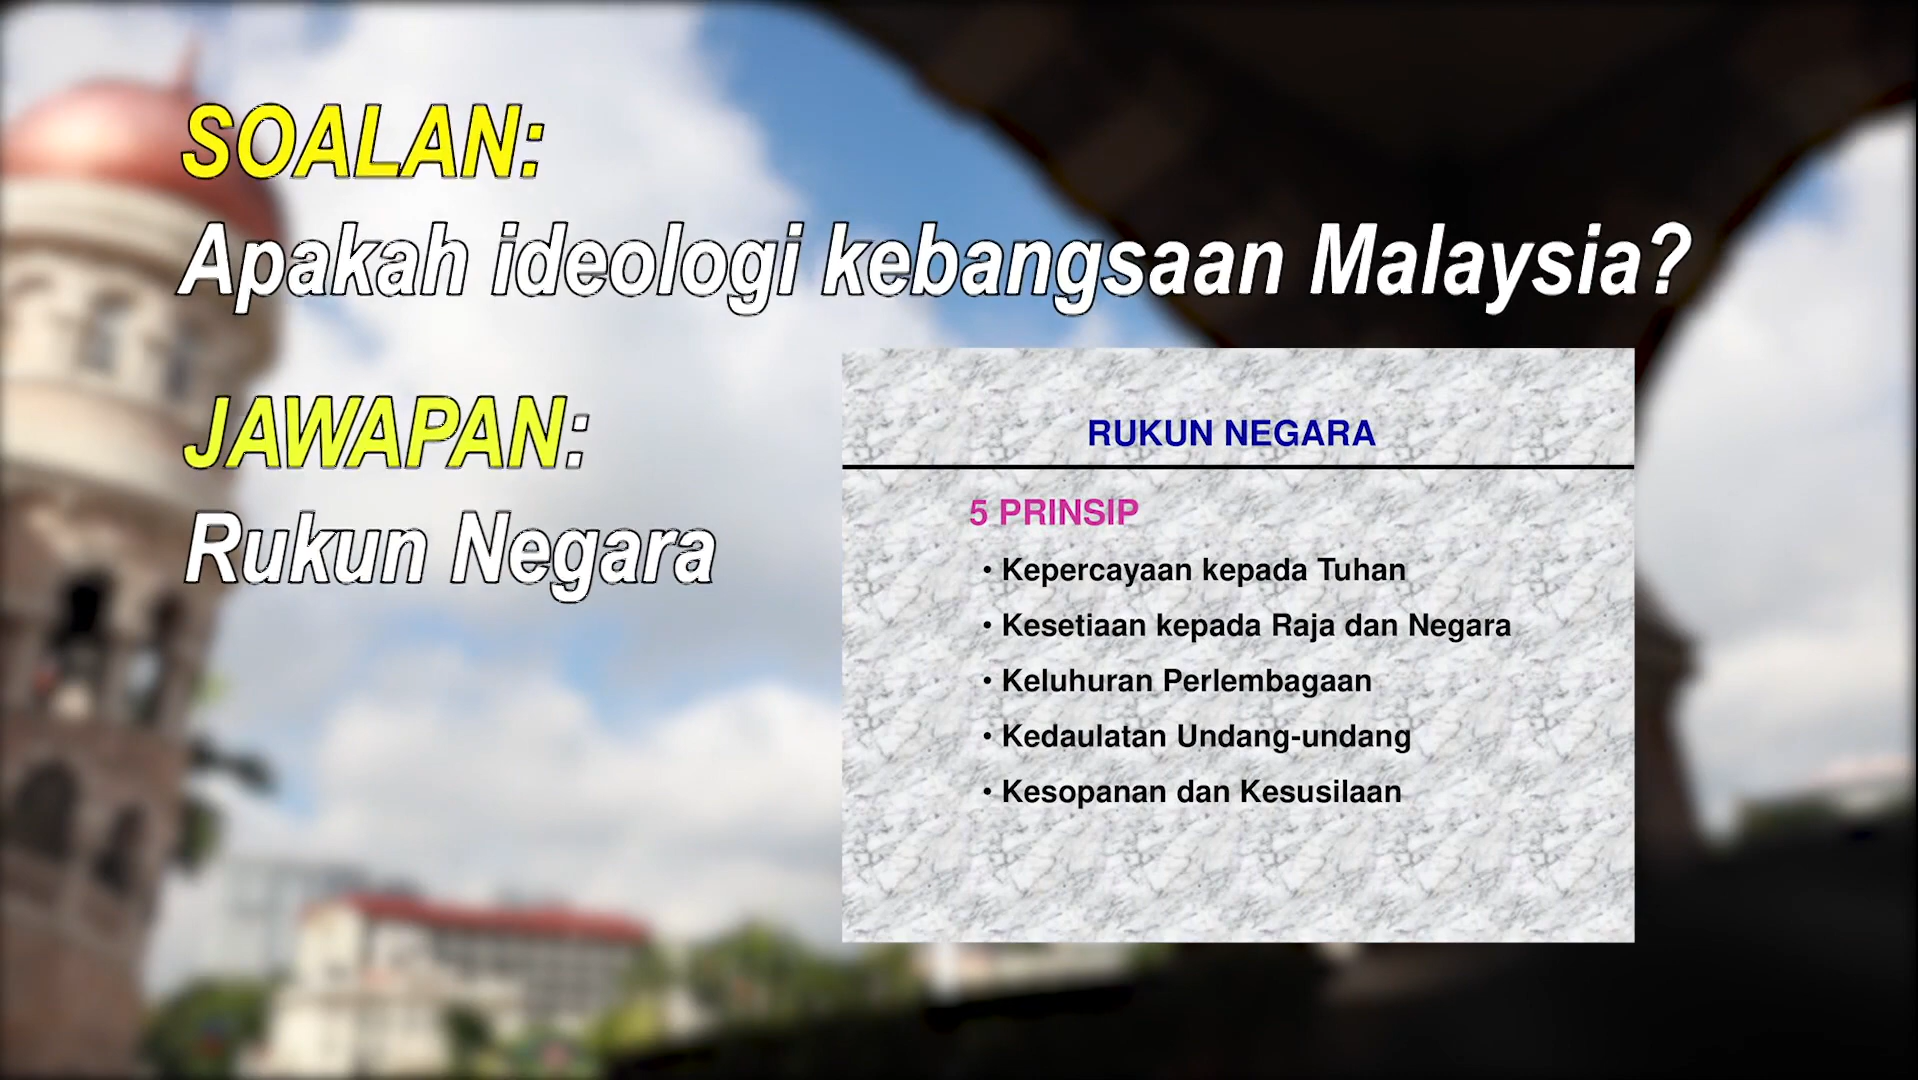 SOALAN:
Apakah ideologi kebangsaan Malaysia?
JAWAPAN:
Rukun Negara
RUKUN NEGARA
5 PRINSIP
• Kepercayaan kepada Tuhan
• Kesetiaan kepada Raja dan Negara
• Keluhuran Perlembagaan
• Kedaulatan Undang-undang
• Kesopanan dan Kesusilaan